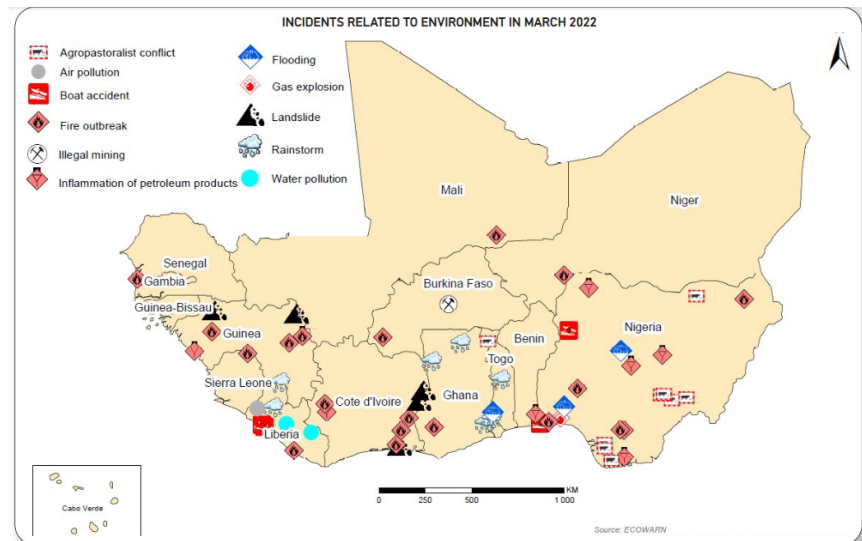 INCIDENTS RELATED TO ENVIRONMENT IN MARCH 2022
Agropastoralist conflict
Air pollution
Boat accident
Fire outbreak
Illegal mining
Inflammation of petroleum products
Flooding
Gas explosion
Landslide
Rainstorm
Water pollution
Mali
Niger
Senegal
Gambia
Guinea-Bissau
Guinea
Burkina Faso
Nigeria
Benin
Togo
Sierra Leone
Cote d'Ivoire
Ghana
Liberia
Cabo Verde
KM
0 250 500 1 000
Source: ECOWARN